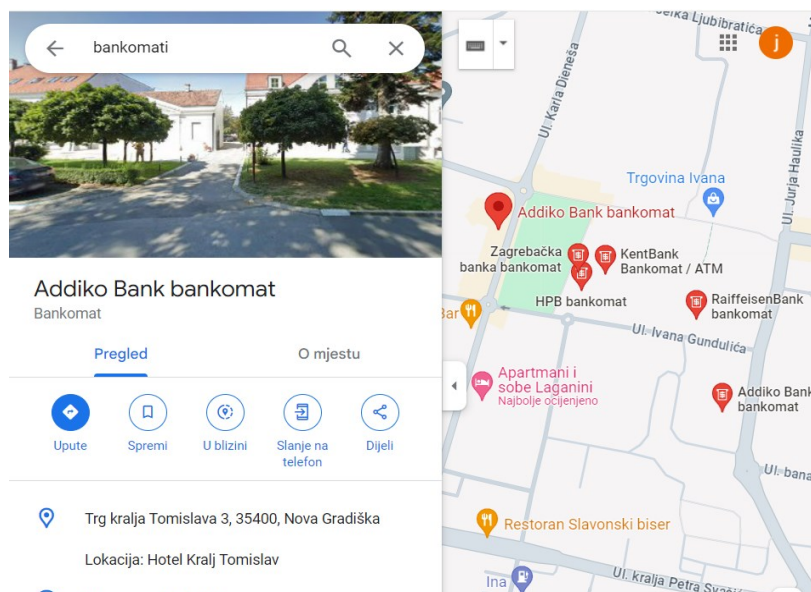 bankomati
Addiko Bank bankomat
Bankomat
Pregled
O mjestu
Upute
Spremi
U blizini
Slanje na
telefon
Dijeli
Trg kralja Tomislava 3, 35400, Nova Gradiška
Lokacija: Hotel Kralj Tomislav
Ljubibratića
j
Ul. Karla Dieneša
Ul. Jurja Haulika
Trgovina Ivana
Addiko Bank bankomat
Zagrebačka
banka bankomat
KentBank
Bankomat / ATM
HPB bankomat
RaiffeisenBank
bankomat
Bar
Ul. Ivana Gundulića
Apartmani i
sobe Laganini
Najbolje ocijenjeno
Addiko Bank
bankomat
Ul. bana
Restoran Slavonski biser
Ina
Ul. kralja Petra